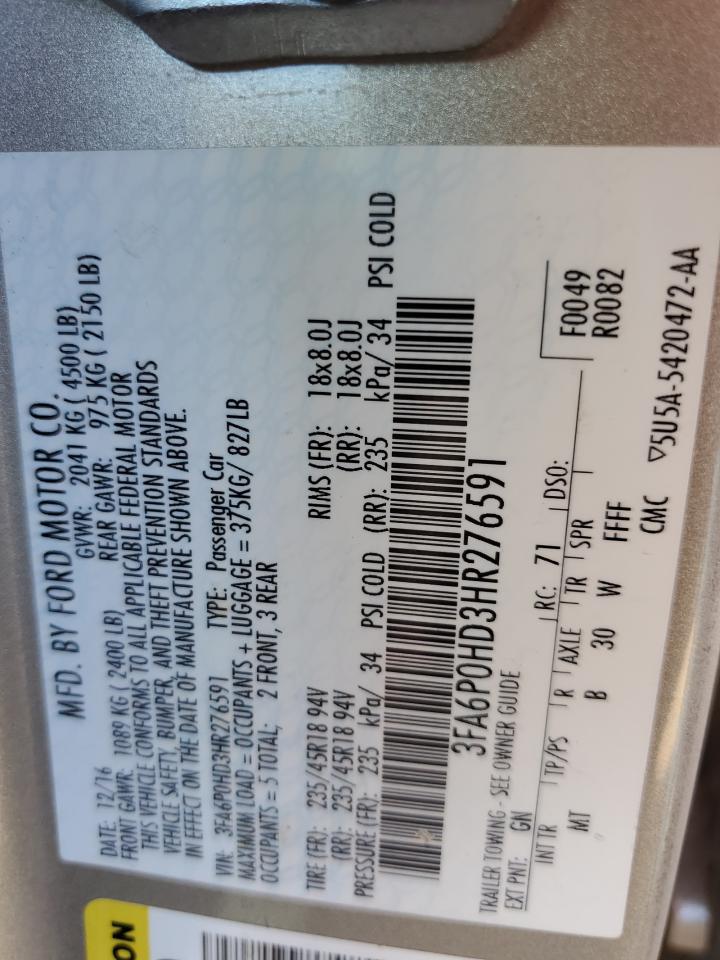 MFD. BY FORD MOTOR CO.
DATE: 12/16 GVWR: 2041 KG ( 4500 LB)
FRONT GAWR: 1089 KG ( 2400 LB) REAR GAWR: 975 KG ( 2150 LB)
THIS VEHICLE CONFORMS TO ALL APPLICABLE FEDERAL MOTOR
VEHICLE SAFETY, BUMPER, AND THEFT PREVENTION STANDARDS
IN EFFECT ON THE DATE OF MANUFACTURE SHOWN ABOVE.
VIN: 3FA6P0HD3HR276591 TYPE: Passenger Car
MAXIMUM LOAD = OCCUPANTS + LUGGAGE = 375KG/ 827LB
OCCUPANTS = 5 TOTAL; 2 FRONT, 3 REAR
TIRE (FR): 235/45R18 94V RIMS (FR): 18x8.0J
(RR): 235/45R18 94V (RR): 18x8.0J
PRESSURE (FR): 235 kPa/ 34 PSI COLD (RR): 235 kPa/ 34 PSI COLD
3FA6P0HD3HR276591
TRAILER TOWING - SEE OWNER GUIDE
EXT PNT: GN RC: 71 DSO:
F0049
R0082
INT TR TP/PS R AXLE TR SPR
MT B 30 W FFFF
CMC ▽5U5A-5420472-AA
ON